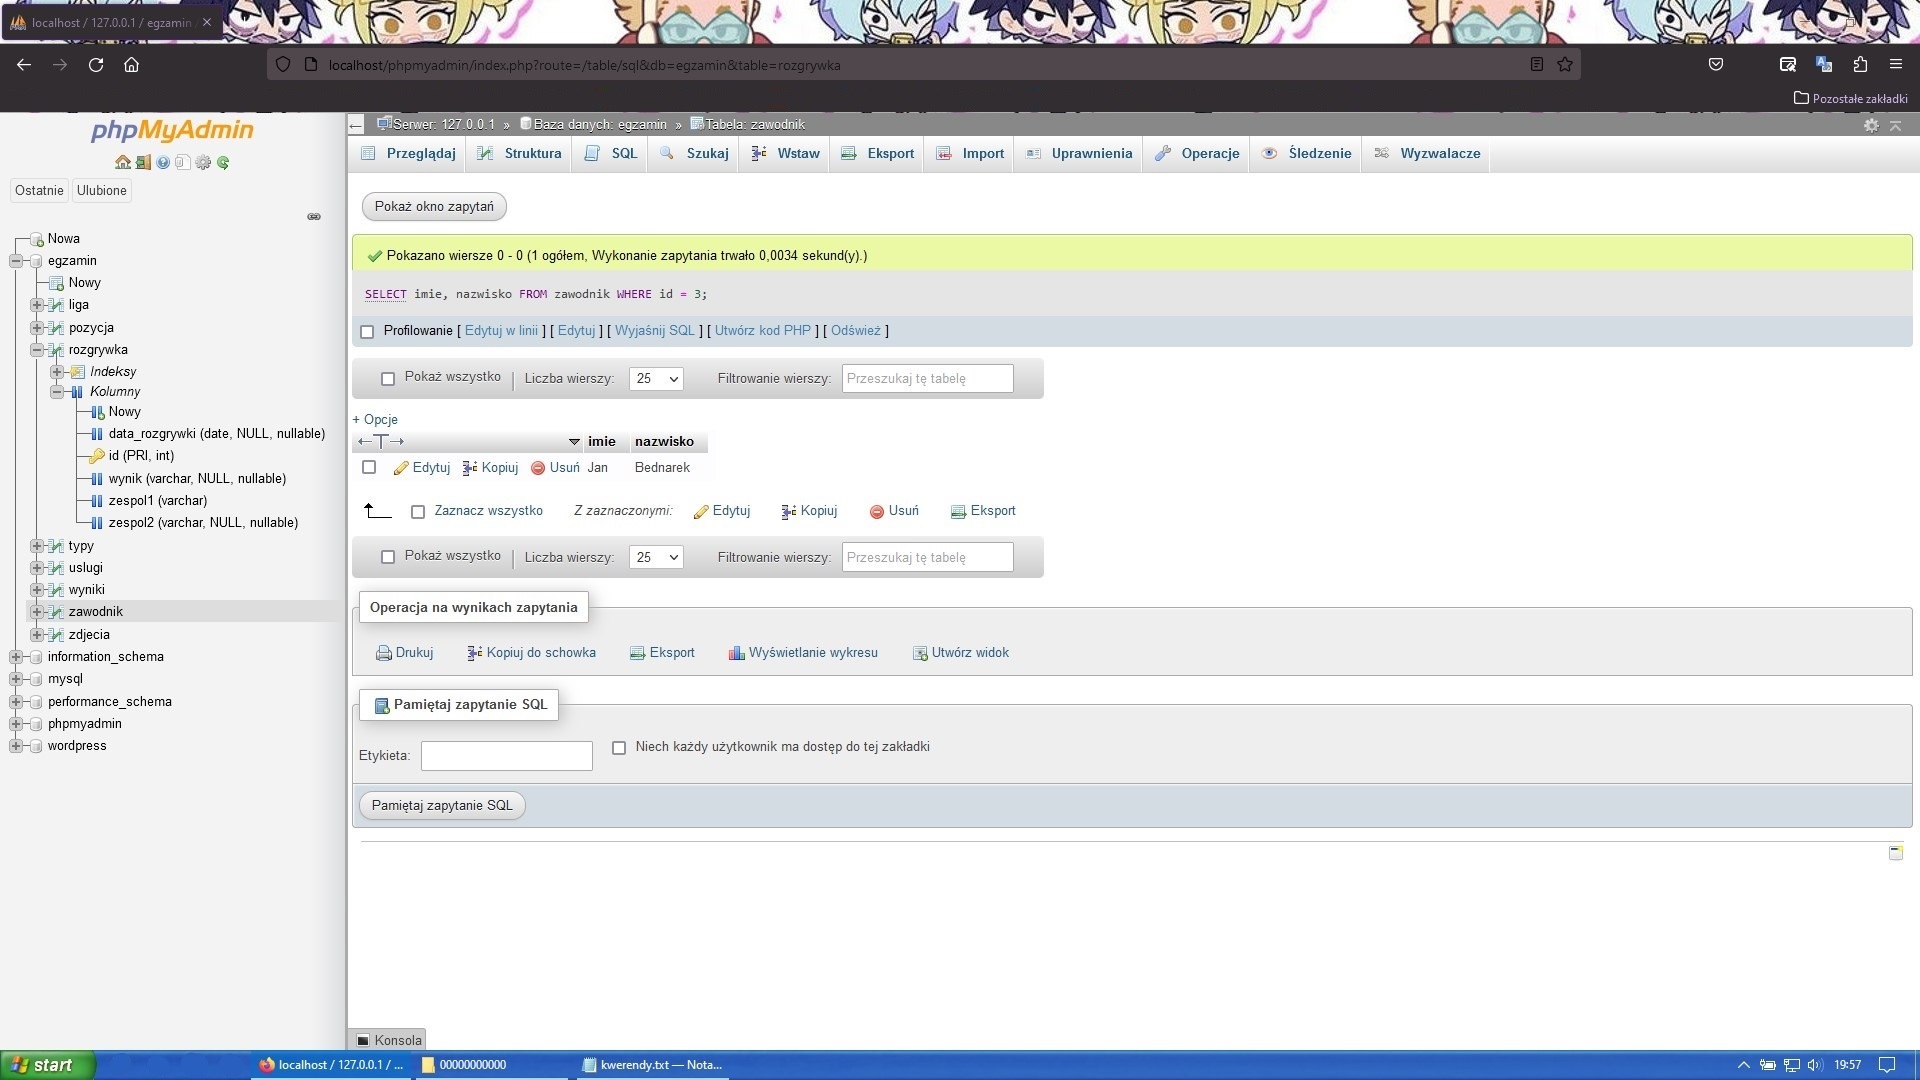 localhost / 127.0.0.1 / egzamin
localhost/phpmyadmin/index.php?route=/table/sql&db=egzamin&table=rozgrywka
Pozostałe zakładki
phpMyAdmin
Ostatnie Ulubione
Nowa
egzamin
Nowy
liga
pozycja
rozgrywka
Indeksy
Kolumny
Nowy
data_rozgrywki (date, NULL, nullable)
id (PRI, int)
wynik (varchar, NULL, nullable)
zespol1 (varchar)
zespol2 (varchar, NULL, nullable)
typy
uslugi
wyniki
zawodnik
zdjecia
information_schema
mysql
performance_schema
phpmyadmin
wordpress
Serwer: 127.0.0.1 » Baza danych: egzamin » Tabela: zawodnik
Przeglądaj Struktura SQL Szukaj Wstaw Eksport Import Uprawnienia Operacje Śledzenie Wyzwalacze
Pokaż okno zapytań
Pokazano wiersze 0 - 0 (1 ogółem, Wykonanie zapytania trwało 0,0034 sekund(y).)
SELECT imie, nazwisko FROM zawodnik WHERE id = 3;
Profilowanie [ Edytuj w linii ] [ Edytuj ] [ Wyjaśnij SQL ] [ Utwórz kod PHP ] [ Odśwież ]
Pokaż wszystko | Liczba wierszy: 25 Filtrowanie wierszy: Przeszukaj tę tabelę
+ Opcje
←T→ imie nazwisko
Edytuj Kopiuj Usuń Jan Bednarek
Zaznacz wszystko Z zaznaczonymi: Edytuj Kopiuj Usuń Eksport
Pokaż wszystko | Liczba wierszy: 25 Filtrowanie wierszy: Przeszukaj tę tabelę
Operacja na wynikach zapytania
Drukuj Kopiuj do schowka Eksport Wyświetlanie wykresu Utwórz widok
Pamiętaj zapytanie SQL
Etykieta: Niech każdy użytkownik ma dostęp do tej zakładki
Pamiętaj zapytanie SQL
Konsola
start localhost / 127.0.0.1 / ... 00000000000 kwerendy.txt — Nota... 19:57